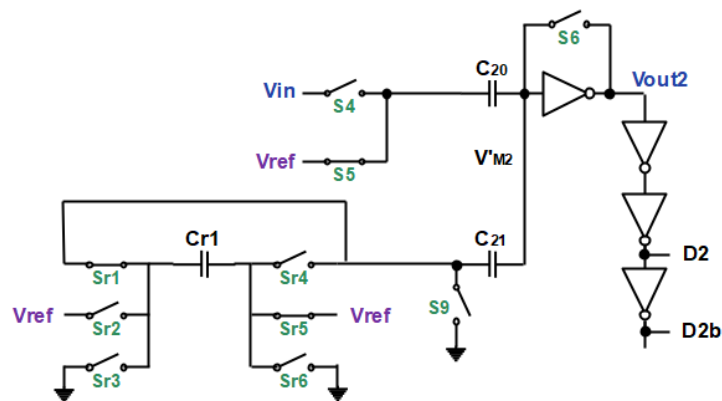 S6
C20
Vin
S4
Vout2
Vref
S5
V'M2
Cr1
C21
Sr1
Sr4
D2
Vref
Sr2
Sr5
Vref
S9
D2b
Sr3
Sr6